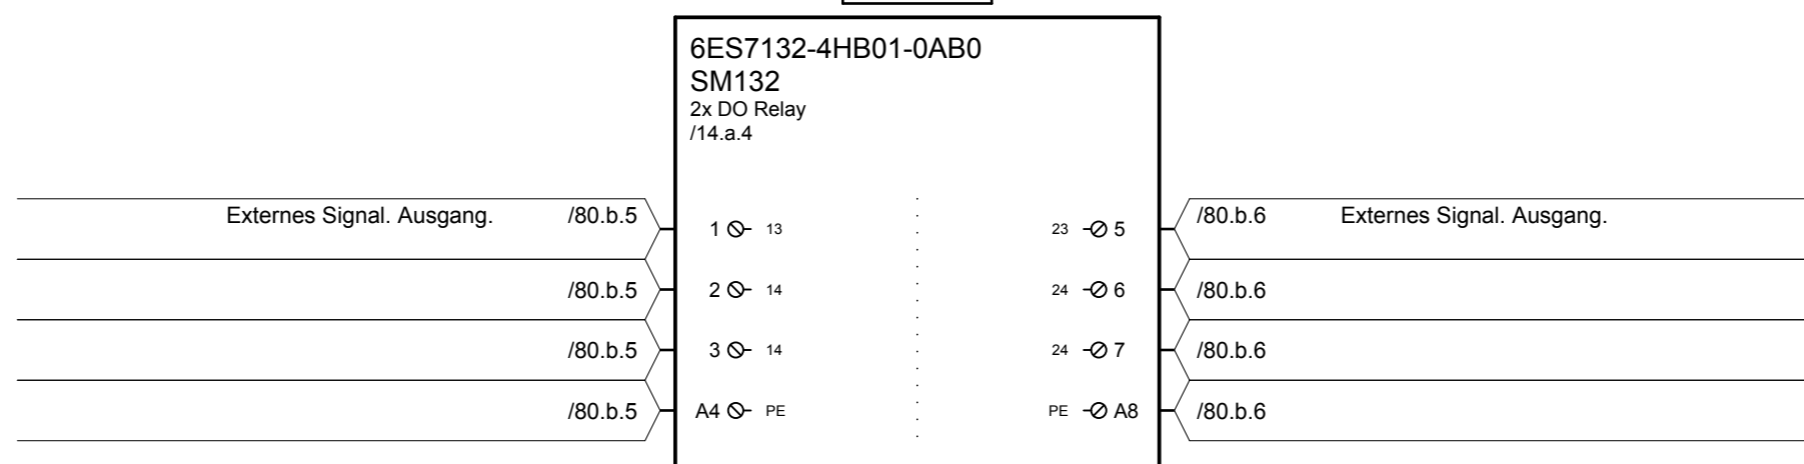 6ES7132-4HB01-0AB0
SM132
2x DO Relay
/14.a.4
Externes Signal. Ausgang. /80.b.5 1 13 23 5 /80.b.6 Externes Signal. Ausgang.
/80.b.5 2 14 24 6 /80.b.6
/80.b.5 3 14 24 7 /80.b.6
/80.b.5 A4 PE PE A8 /80.b.6